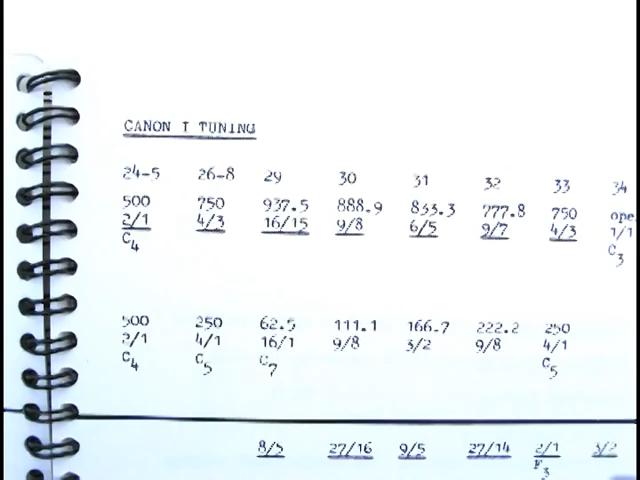 CANON I TUNING
24-5 26-8 29 30 31 32 33 34
500 750 937.5 888.9 833.3 777.8 750 ope
2/1 4/3 16/15 9/8 6/5 9/7 4/3 1/1
C4 C3
500 250 62.5 111.1 166.7 222.2 250
2/1 4/1 16/1 9/8 3/2 9/8 4/1
C4 C5 C7 C5
8/5 27/16 9/5 27/14 2/1 3/2
F3